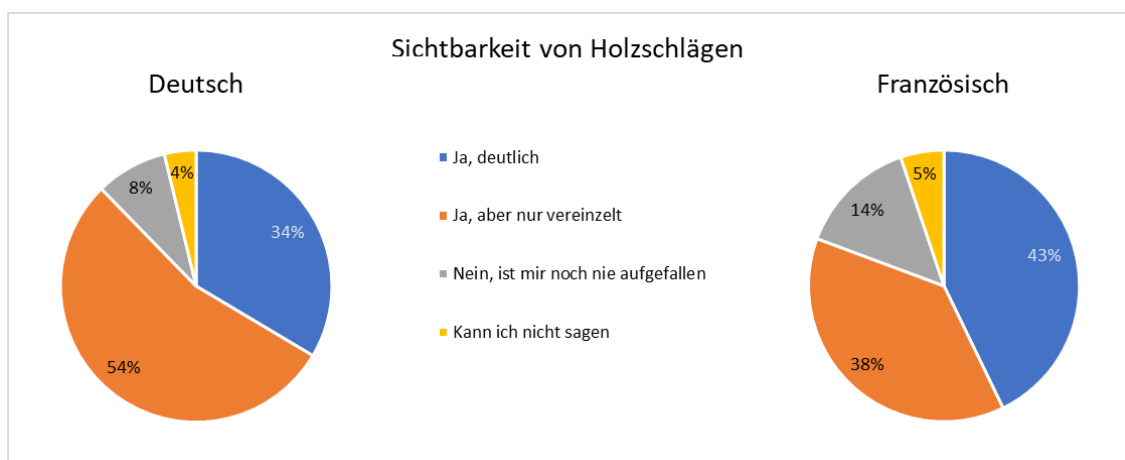 Sichtbarkeit von Holzschlägen
Deutsch
Französisch
34%
54%
8%
4%
Ja, deutlich
Ja, aber nur vereinzelt
Nein, ist mir noch nie aufgefallen
Kann ich nicht sagen
43%
38%
14%
5%